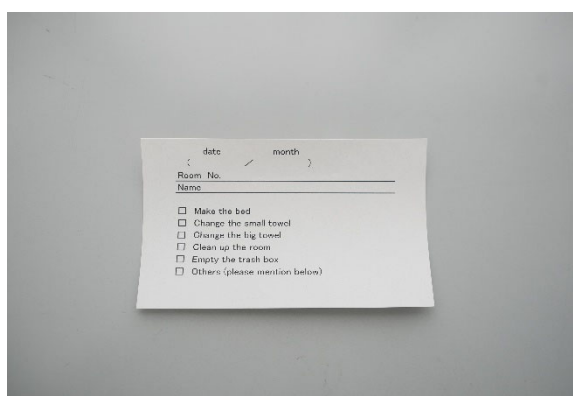 date month
( / )
Room No.
Name
□ Make the bed
□ Change the small towel
□ Change the big towel
□ Clean up the room
□ Empty the trash box
□ Others (please mention below)